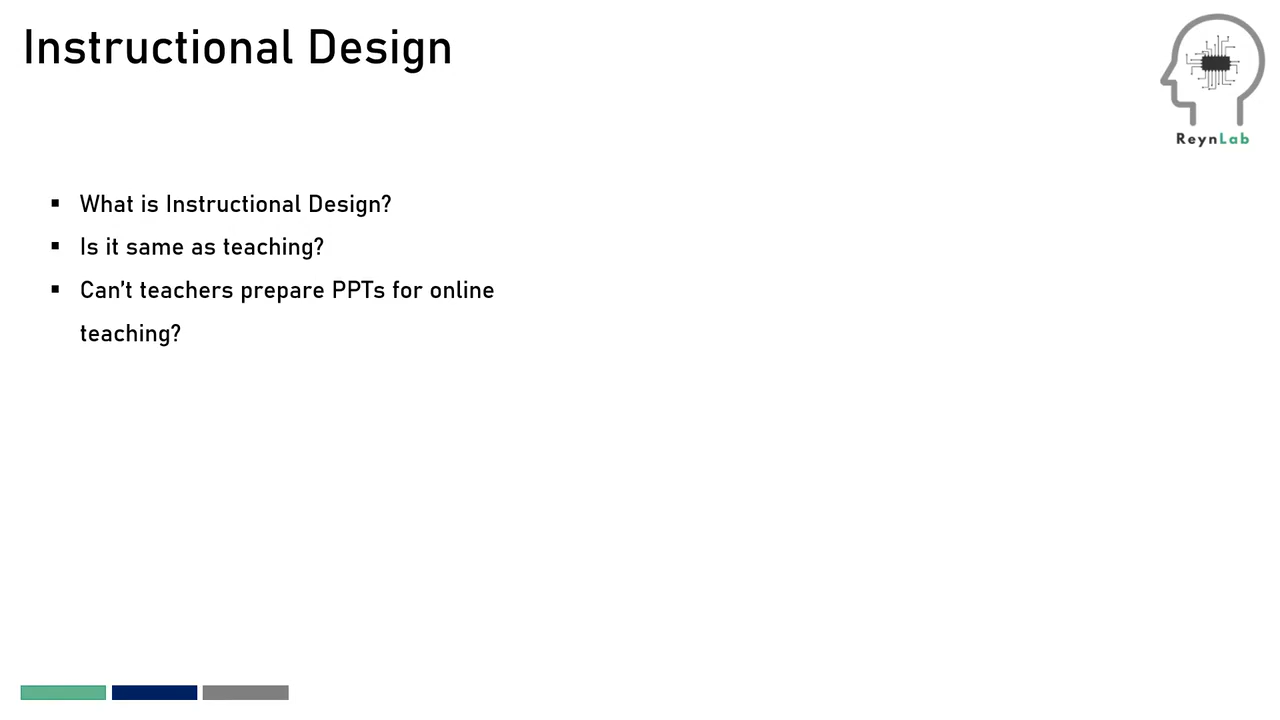 Instructional Design
ReynLab
▪ What is Instructional Design?
▪ Is it same as teaching?
▪ Can't teachers prepare PPTs for online
teaching?